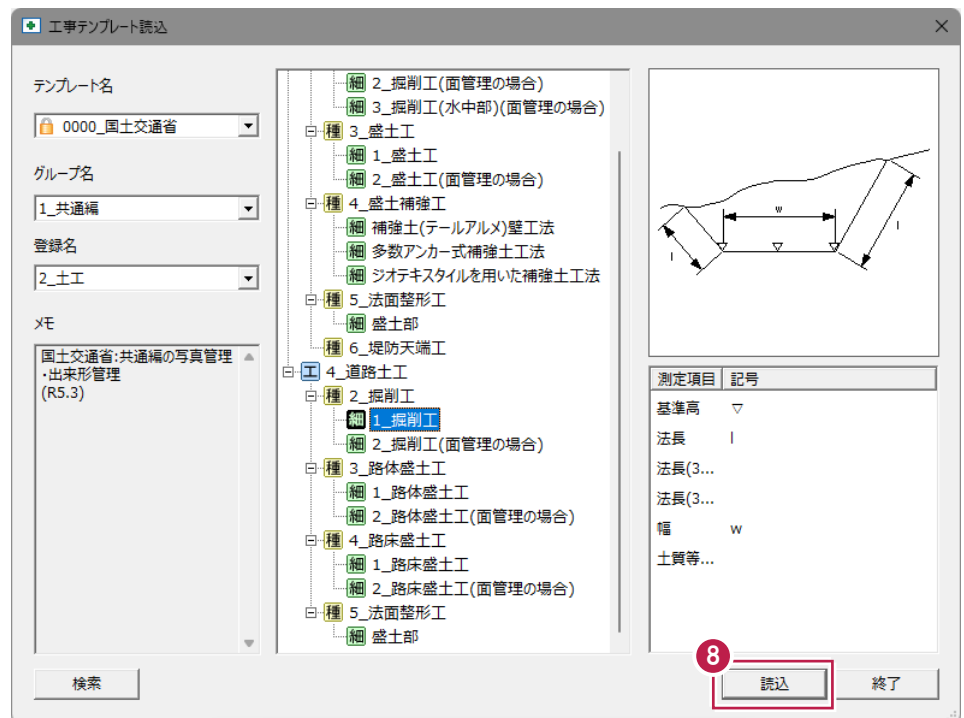 工事テンプレート読込
テンプレート名
0000_国土交通省
グループ名
1_共通編
登録名
2_土工
メモ
国土交通省:共通編の写真管理
・出来形管理
(R5.3)
細 2_掘削工(面管理の場合)
細 3_掘削工(水中部)(面管理の場合)
種 3_盛土工
細 1_盛土工
細 2_盛土工(面管理の場合)
種 4_盛土補強工
細 補強土(テールアルメ)壁工法
細 多数アンカー式補強土工法
細 ジオテキスタイルを用いた補強土工法
種 5_法面整形工
細 盛土部
種 6_堤防天端工
工 4_道路土工
種 2_掘削工
細 1_掘削工
細 2_掘削工(面管理の場合)
種 3_路体盛土工
細 1_路体盛土工
細 2_路体盛土工(面管理の場合)
種 4_路床盛土工
細 1_路床盛土工
細 2_路床盛土工(面管理の場合)
種 5_法面整形工
細 盛土部
w
l
l
測定項目 記号
基準高 ▽
法長 l
法長(3...
法長(3...
幅 w
土質等...
8
検索
読込
終了